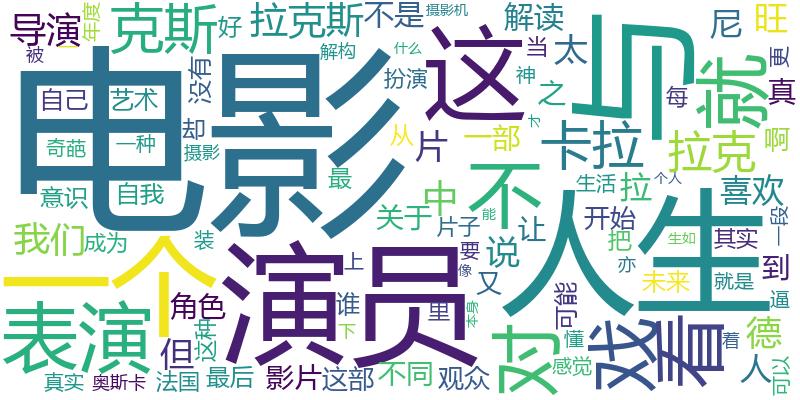 导演 克斯 好 拉克斯 不是 摄影机 解读 尼 旺
年度 一 解构 什么 当 太 更
被 自己 艺术 没有 扮演 这 神 之 与 每 就 真
电影 奇葩 一种 却 从 片 一部 才 卡拉 拉克 啊
意识 自我 摄影 最 中 不 生活 拉 个人 喜欢
我们 成为 装 关于 片子 能 说 让 开始 把 其实 一段
一个 演员 上 要 又 像 人生 亦 未来 生如 到
表演 角色 谁 里 本身 可能 就是 逼
但 这种 下 对 戏 看 懂 着 德
真实 奥斯卡 法国 最后 影片 这部 不同 观众 感觉 人 可以